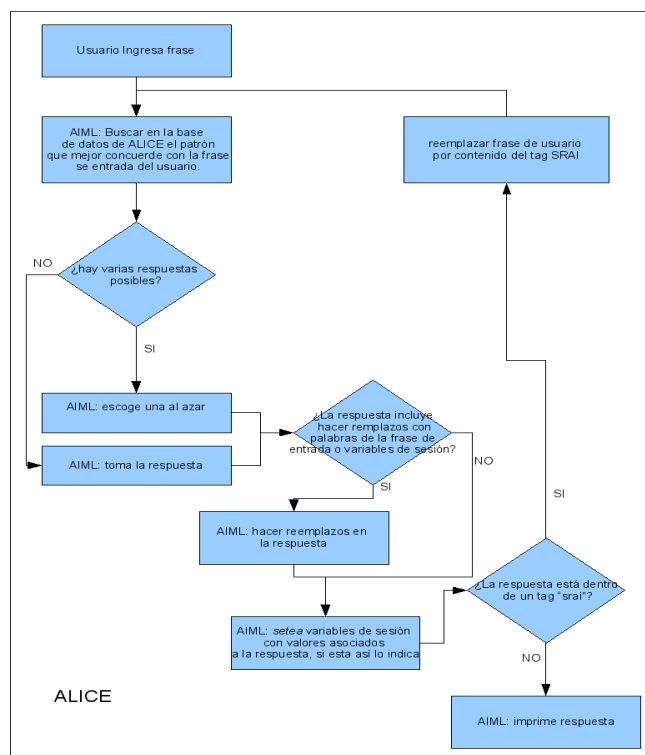 Usuario Ingresa frase
AIML: Buscar en la base
de datos de ALICE el patrón
que mejor concuerde con la frase
se entrada del usuario.
reemplazar frase de usuario
por contenido del tag SRAI
¿hay varias respuestas
posibles?
NO
SI
AIML: escoge una al azar
AIML: toma la respuesta
¿La respuesta incluye
hacer remplazos con
palabras de la frase de
entrada o variables de sesión?
NO
SI
AIML: hacer reemplazos en
la respuesta
AIML: setea variables de sesión
con valores asociados
a la respuesta, si esta así lo indica
¿La respuesta está dentro
de un tag “srai”?
SI
NO
AIML: imprime respuesta
ALICE